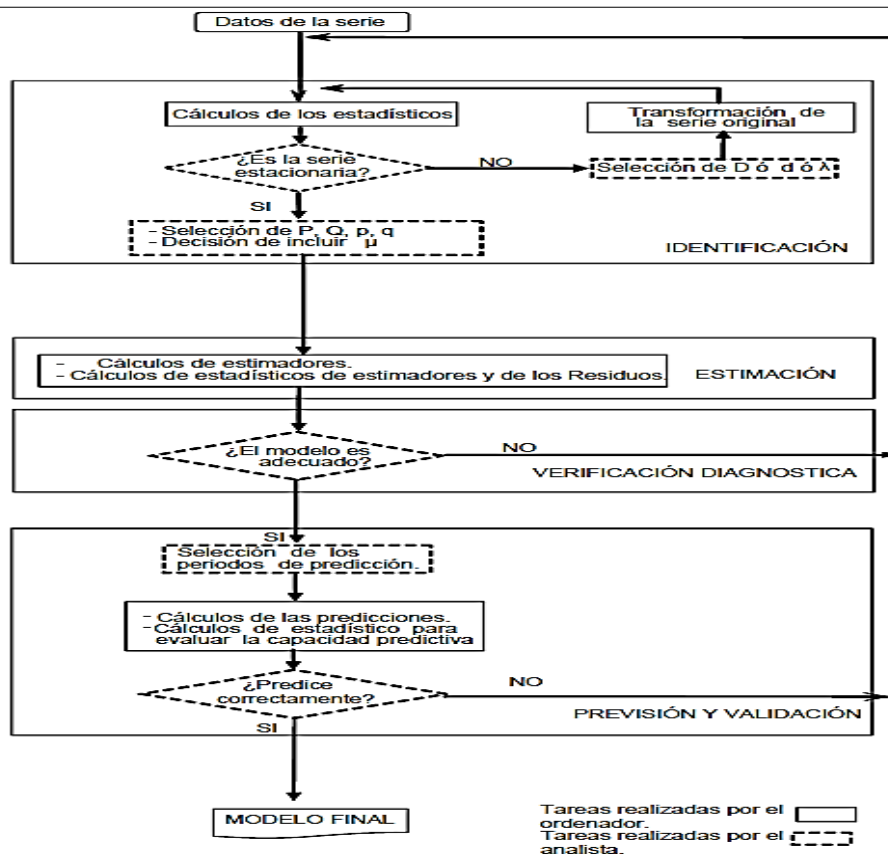 Datos de la serie
Cálculos de los estadísticos
Transformación de
la serie original
¿Es la serie
estacionaria?
NO
Selección de D ó d ó λ
SI
- Selección de P, Q, p, q
- Decisión de incluir μ
IDENTIFICACIÓN
- Cálculos de estimadores.
- Cálculos de estadísticos de estimadores y de los Residuos.
ESTIMACIÓN
¿El modelo es
adecuado?
NO
VERIFICACIÓN DIAGNOSTICA
SI
Selección de los
periodos de predicción.
- Cálculos de las predicciones.
- Cálculos de estadístico para
evaluar la capacidad predictiva
¿Predice
correctamente?
NO
PREVISIÓN Y VALIDACIÓN
SI
MODELO FINAL
Tareas realizadas por el
ordenador.
Tareas realizadas por el
analista.